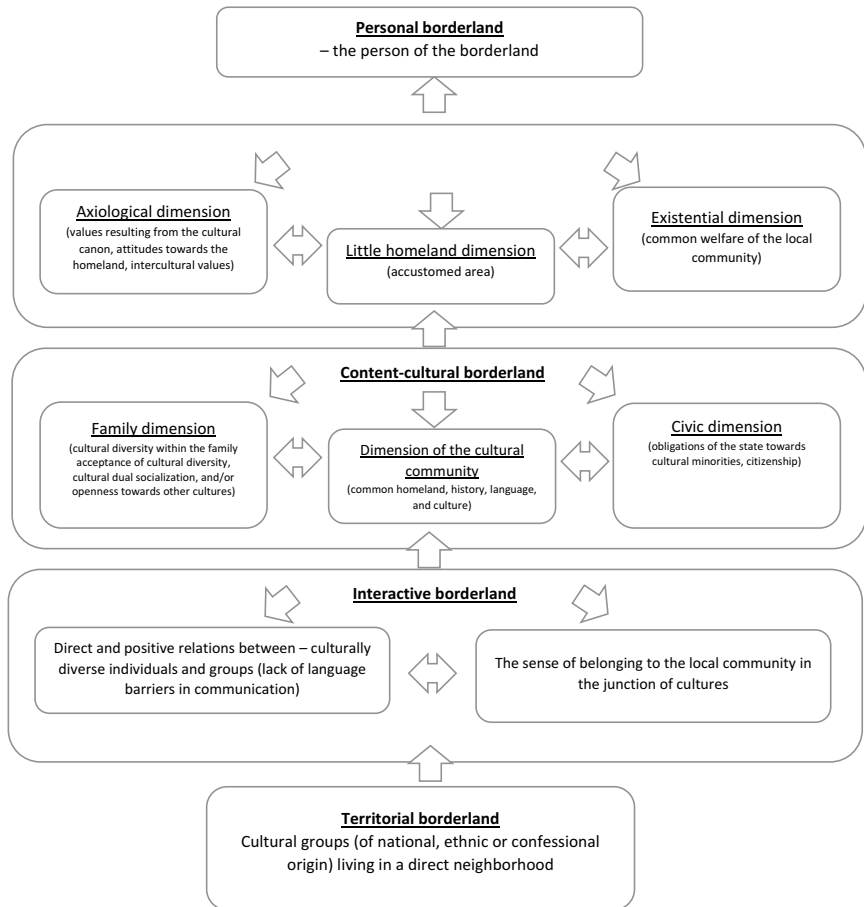 Personal borderland
– the person of the borderland
Axiological dimension
(values resulting from the cultural
canon, attitudes towards the
homeland, intercultural values)
Little homeland dimension
(accustomed area)
Existential dimension
(common welfare of the local
community)
Content-cultural borderland
Family dimension
(cultural diversity within the family
acceptance of cultural diversity,
cultural dual socialization, and/or
openness towards other cultures)
Dimension of the cultural
community
(common homeland, history, language,
and culture)
Civic dimension
(obligations of the state towards
cultural minorities, citizenship)
Interactive borderland
Direct and positive relations between – culturally
diverse individuals and groups (lack of language
barriers in communication)
The sense of belonging to the local community in
the junction of cultures
Territorial borderland
Cultural groups (of national, ethnic or confessional
origin) living in a direct neighborhood